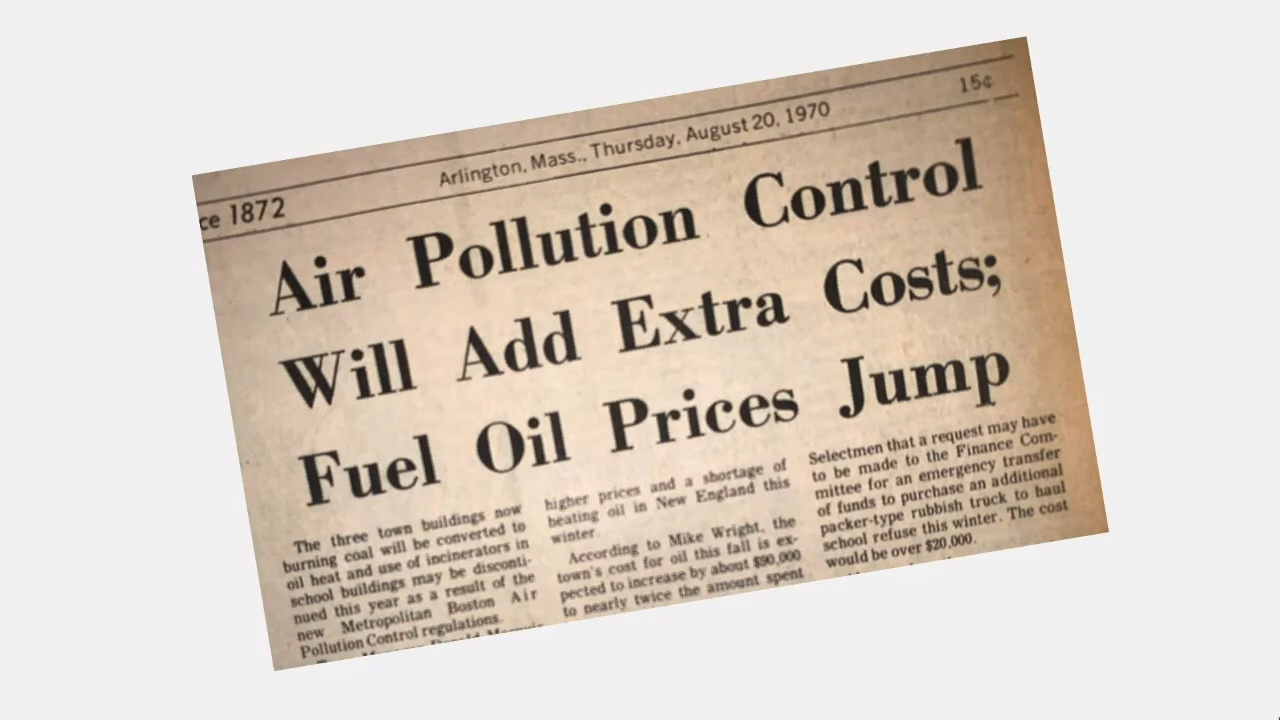 ce 1872
Arlington, Mass., Thursday, August 20, 1970
15¢
Air Pollution Control
Will Add Extra Costs;
Fuel Oil Prices Jump
The three town buildings now
burning coal will be converted to
oil heat and use of incinerators in
school buildings may be disconti-
nued this year as a result of the
new Metropolitan Boston Air
Pollution Control regulations.
higher prices and a shortage of
heating oil in New England this
winter.
According to Mike Wright, the
town's cost for oil this fall is ex-
pected to increase by about $90,000
to nearly twice the amount spent
Selectmen that a request may have
to be made to the Finance Com-
mittee for an emergency transfer
of funds to purchase an additional
packer-type rubbish truck to haul
school refuse this winter. The cost
would be over $20,000.